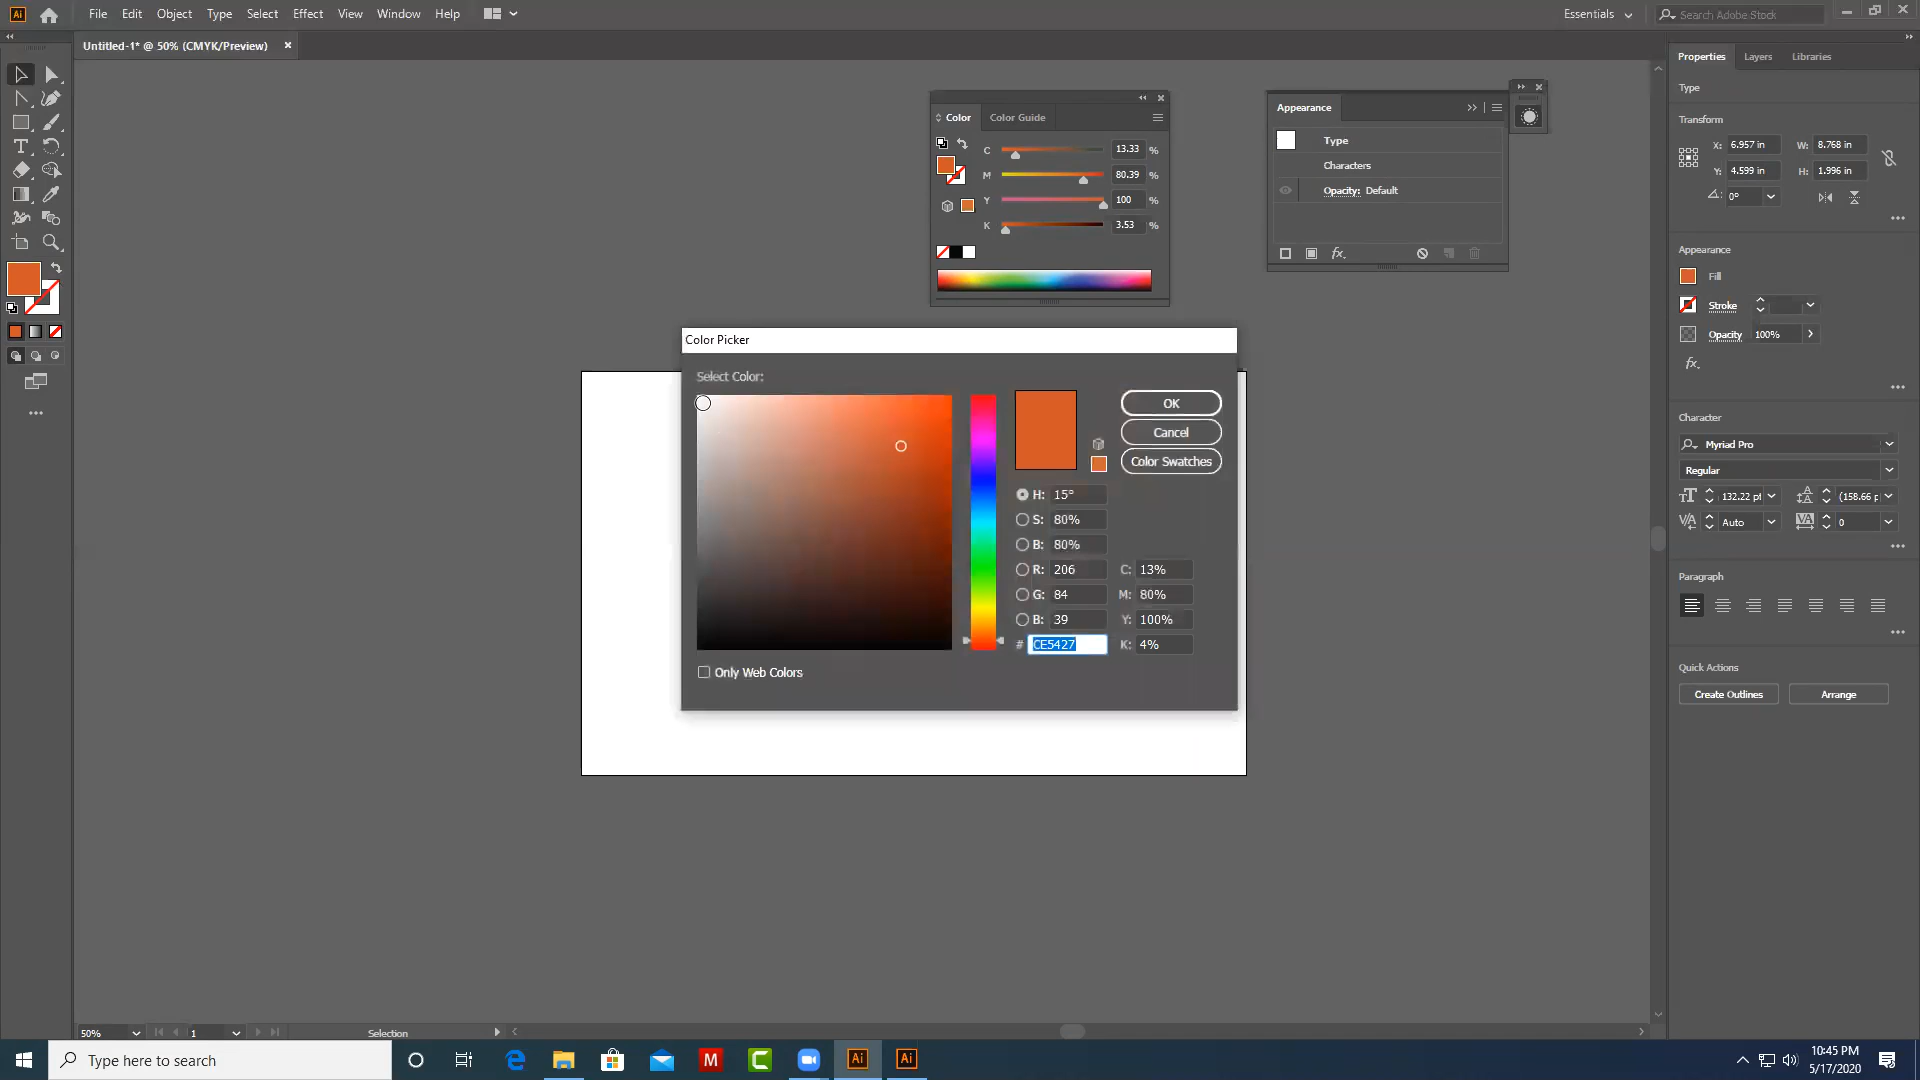 Ai File Edit Object Type Select Effect View Window Help
Essentials Search Adobe Stock
Untitled-1* @ 50% (CMYK/Preview)
Properties Layers Libraries
Type
Transform
X: 6.957 in W: 8.768 in
Y: 4.599 in H: 1.996 in
0°
Appearance
Fill
Stroke
Opacity 100%
fx.
Character
Myriad Pro
Regular
132.22 pt (158.66 p
Auto 0
Paragraph
Quick Actions
Create Outlines Arrange
Color Color Guide
C 13.33 %
M 80.39 %
Y 100 %
K 3.53 %
Appearance
Type
Characters
Opacity: Default
fx.
Color Picker
Select Color:
OK
Cancel
Color Swatches
H: 15°
S: 80%
B: 80%
R: 206 C: 13%
G: 84 M: 80%
B: 39 Y: 100%
# CE5427 K: 4%
Only Web Colors
50% 1 Selection
Type here to search
M C Ai Ai
10:45 PM
5/17/2020